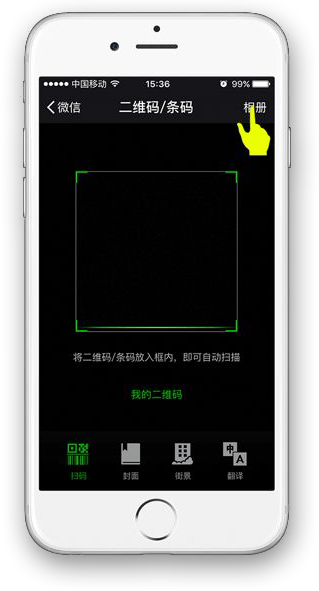 中国移动 15:36 99%
微信 二维码/条码 相册
将二维码/条码放入框内，即可自动扫描
我的二维码
中 A
扫码 封面 街景 翻译